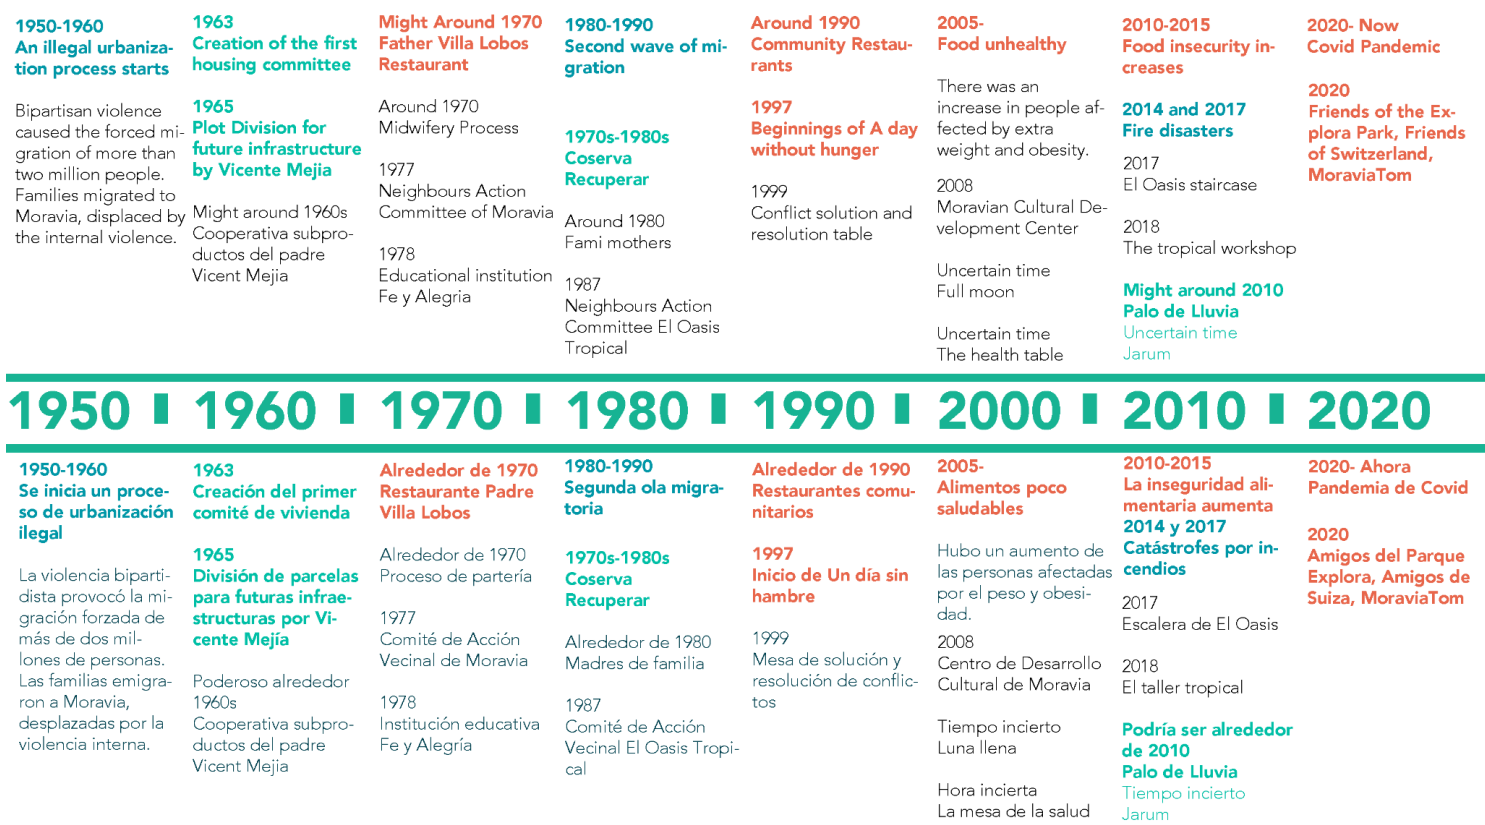 1950-1960
An illegal urbaniza-
tion process starts
Bipartisan violence
caused the forced mi-
gration of more than
two million people.
Families migrated to
Moravia, displaced by
the internal violence.
1963
Creation of the first
housing committee
1965
Plot Division for
future infrastructure
by Vicente Mejia
Might around 1960s
Cooperativa subpro-
ductos del padre
Vicent Mejia
Might Around 1970
Father Villa Lobos
Restaurant
Around 1970
Midwifery Process
1977
Neighbours Action
Committee of Moravia
1978
Educational institution
Fe y Alegria
1980-1990
Second wave of mi-
gration
1970s-1980s
Coserva
Recuperar
Around 1980
Fami mothers
1987
Neighbours Action
Committee El Oasis
Tropical
Around 1990
Community Restau-
rants
1997
Beginnings of A day
without hunger
1999
Conflict solution and
resolution table
2005-
Food unhealthy
There was an
increase in people af-
fected by extra
weight and obesity.
2008
Moravian Cultural De-
velopment Center
Uncertain time
Full moon
Uncertain time
The health table
2010-2015
Food insecurity in-
creases
2014 and 2017
Fire disasters
2017
El Oasis staircase
2018
The tropical workshop
Might around 2010
Palo de Lluvia
Uncertain time
Jarum
2020- Now
Covid Pandemic
2020
Friends of the Ex-
plora Park, Friends
of Switzerland,
MoraviaTom
1950 1960 1970 1980 1990 2000 2010 2020
1950-1960
Se inicia un proce-
so de urbanización
ilegal
La violencia biparti-
dista provocó la mi-
gración forzada de
más de dos mil-
lones de personas.
Las familias emigra-
ron a Moravia,
desplazadas por la
violencia interna.
1963
Creación del primer
comité de vivienda
1965
División de parcelas
para futuras infrae-
structuras por Vi-
cente Mejía
Poderoso alrededor
1960s
Cooperativa subpro-
ductos del padre
Vicent Mejia
Alrededor de 1970
Restaurante Padre
Villa Lobos
Alrededor de 1970
Proceso de partería
1977
Comité de Acción
Vecinal de Moravia
1978
Institución educativa
Fe y Alegría
1980-1990
Segunda ola migra-
toria
1970s-1980s
Coserva
Recuperar
Alrededor de 1980
Madres de familia
1987
Comité de Acción
Vecinal El Oasis Tropi-
cal
Alrededor de 1990
Restaurantes comu-
nitarios
1997
Inicio de Un día sin
hambre
1999
Mesa de solución y
resolución de conflic-
tos
2005-
Alimentos poco
saludables
Hubo un aumento de
las personas afectadas
por el peso y obesi-
dad.
2008
Centro de Desarrollo
Cultural de Moravia
Tiempo incierto
Luna llena
Hora incierta
La mesa de la salud
2010-2015
La inseguridad ali-
mentaria aumenta
2014 y 2017
Catástrofes por in-
cendios
2017
Escalera de El Oasis
2018
El taller tropical
Podría ser alrededor
de 2010
Palo de Lluvia
Tiempo incierto
Jarum
2020- Ahora
Pandemia de Covid
2020
Amigos del Parque
Explora, Amigos de
Suiza, MoraviaTom